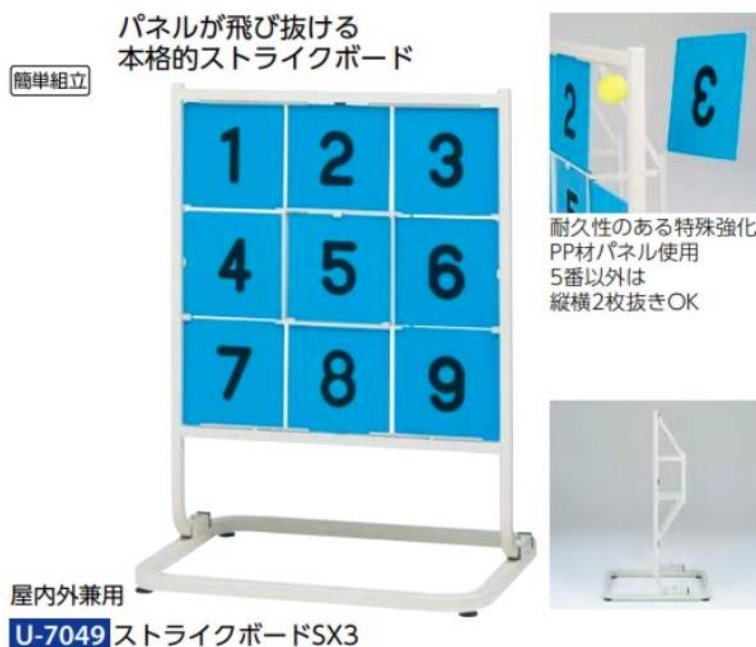 パネルが飛び抜ける
本格的ストライクボード
簡単組立
1 2 3
4 5 6
7 8 9
2
3
5
耐久性のある特殊強化
PP材パネル使用
5番以外は
縦横2枚抜きOK
屋内外兼用
U-7049 ストライクボードSX3